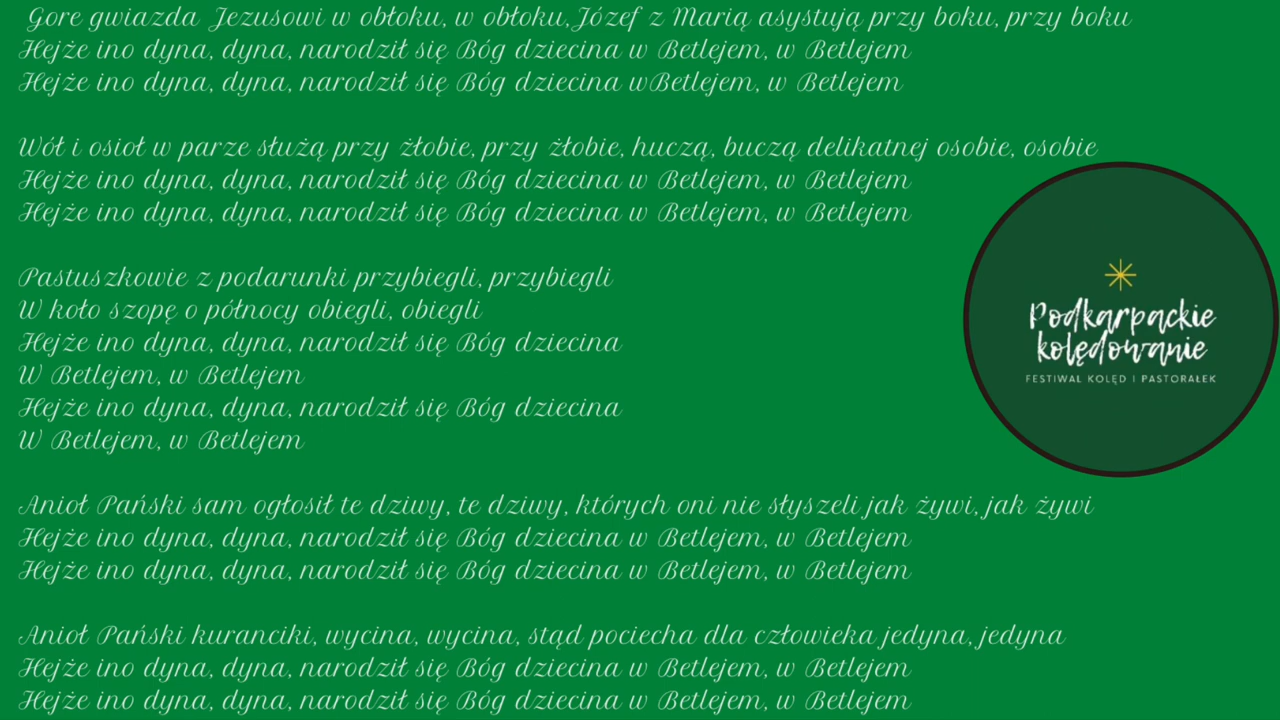 Gore gwiazda Jezusowi w obłoku, w obłoku, Józef z Marią asystują przy boku, przy boku
Hejże ino dyna, dyna, narodził się Bóg dziecina w Betlejem, w Betlejem
Hejże ino dyna, dyna, narodził się Bóg dziecina wBetlejem, w Betlejem
Wół i osioł w parze służą przy żłobie, przy żłobie, huczą, buczą delikatnej osobie, osobie
Hejże ino dyna, dyna, narodził się Bóg dziecina w Betlejem, w Betlejem
Hejże ino dyna, dyna, narodził się Bóg dziecina w Betlejem, w Betlejem
Pastuszkowie z podarunki przybiegli, przybiegli
W koło szopę o północy obiegli, obiegli
Hejże ino dyna, dyna, narodził się Bóg dziecina
W Betlejem, w Betlejem
Hejże ino dyna, dyna, narodził się Bóg dziecina
W Betlejem, w Betlejem
Anioł Pański sam ogłosił te dziwy, te dziwy, których oni nie słyszeli jak żywi, jak żywi
Hejże ino dyna, dyna, narodził się Bóg dziecina w Betlejem, w Betlejem
Hejże ino dyna, dyna, narodził się Bóg dziecina w Betlejem, w Betlejem
Anioł Pański kuranciki, wycina, wycina, stąd pociecha dla człowieka jedyna, jedyna
Hejże ino dyna, dyna, narodził się Bóg dziecina w Betlejem, w Betlejem
Hejże ino dyna, dyna, narodził się Bóg dziecina w Betlejem, w Betlejem
Podkarpackie
kolędowanie
FESTIWAL KOLĘD I PASTORAŁEK